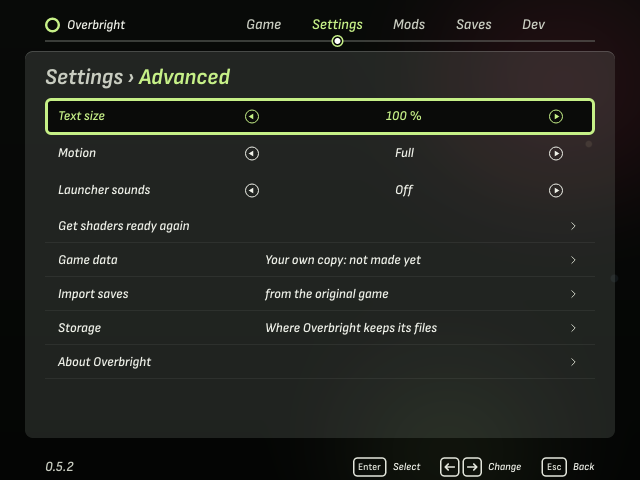 Overbright
Game
Settings
Mods
Saves
Dev
Settings › Advanced
Text size
100 %
Motion
Full
Launcher sounds
Off
Get shaders ready again
Game data
Your own copy: not made yet
Import saves
from the original game
Storage
Where Overbright keeps its files
About Overbright
0.5.2
Enter Select
Change
Esc Back